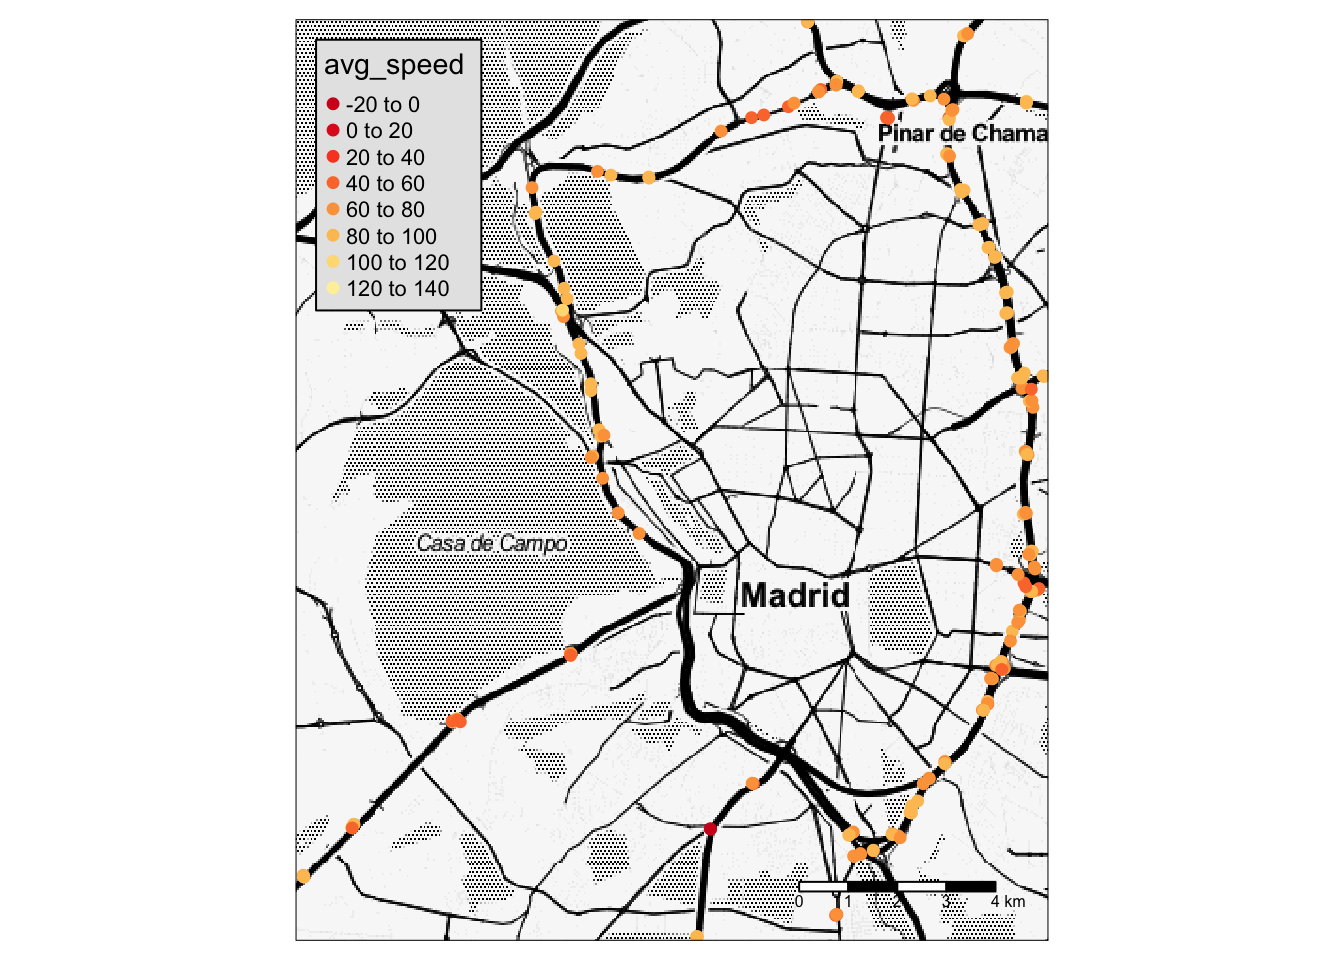 avg_speed
-20 to 0
0 to 20
20 to 40
40 to 60
60 to 80
80 to 100
100 to 120
120 to 140
Pinar de Chama
Casa de Campo
Madrid
0 1 2 3 4 km